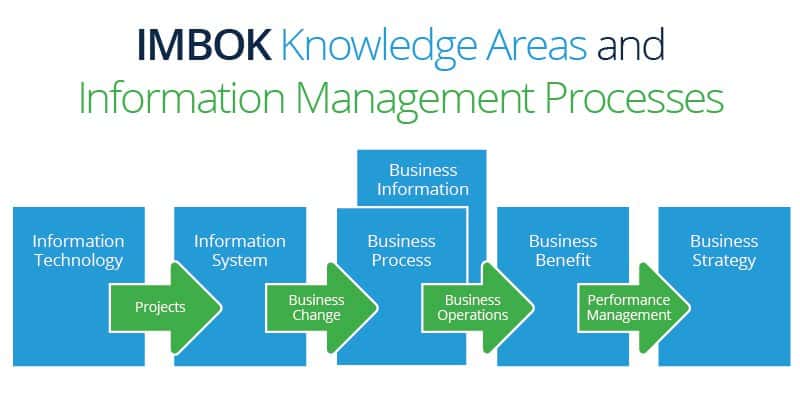 IMBOK Knowledge Areas and
Information Management Processes
Business
Information
Information
Technology
Information
System
Business
Process
Business
Benefit
Business
Strategy
Projects
Business
Change
Business
Operations
Performance
Management